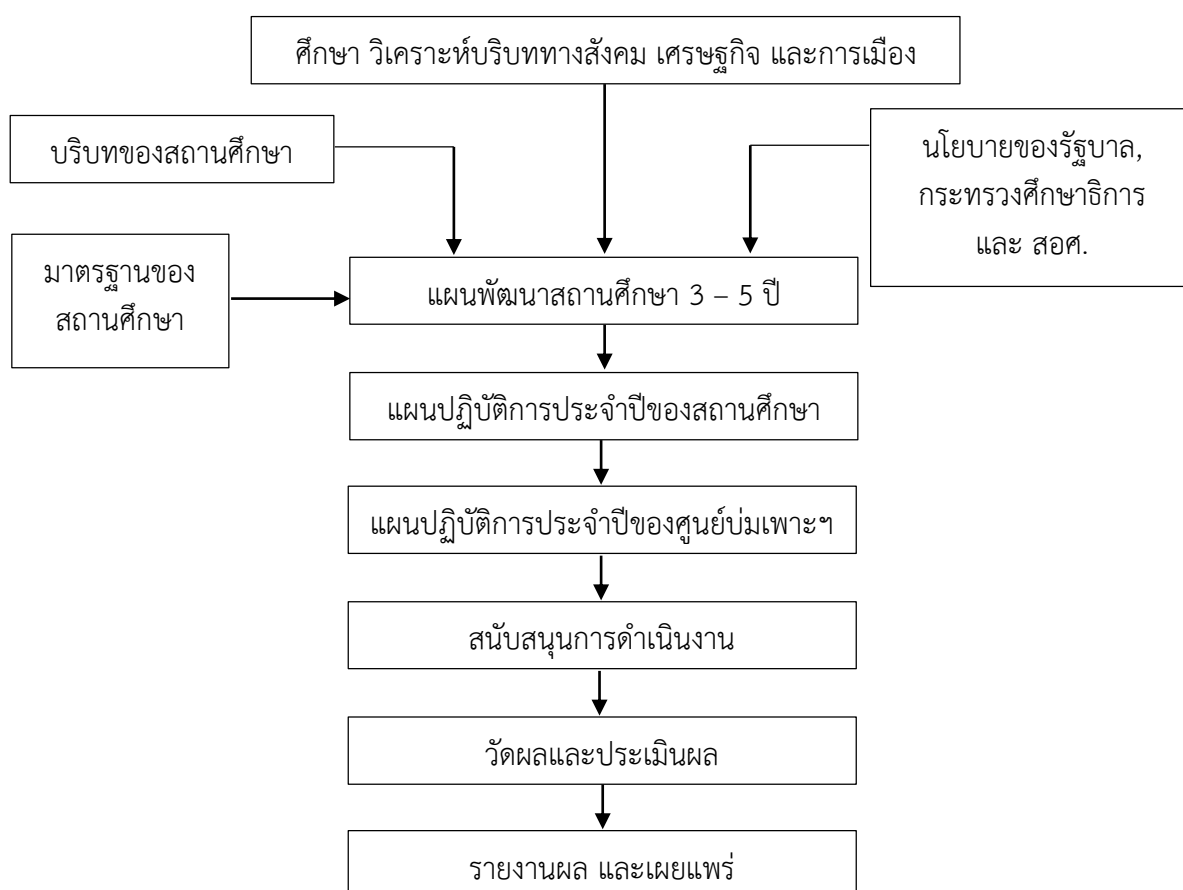 ศึกษา วิเคราะห์บริบททางสังคม เศรษฐกิจ และการเมือง
บริบทของสถานศึกษา
นโยบายของรัฐบาล,
กระทรวงศึกษาธิการ
และ สอศ.
มาตรฐานของ
สถานศึกษา
แผนพัฒนาสถานศึกษา 3 – 5 ปี
แผนปฏิบัติการประจำปีของสถานศึกษา
แผนปฏิบัติการประจำปีของศูนย์บ่มเพาะฯ
สนับสนุนการดำเนินงาน
วัดผลและประเมินผล
รายงานผล และเผยแพร่